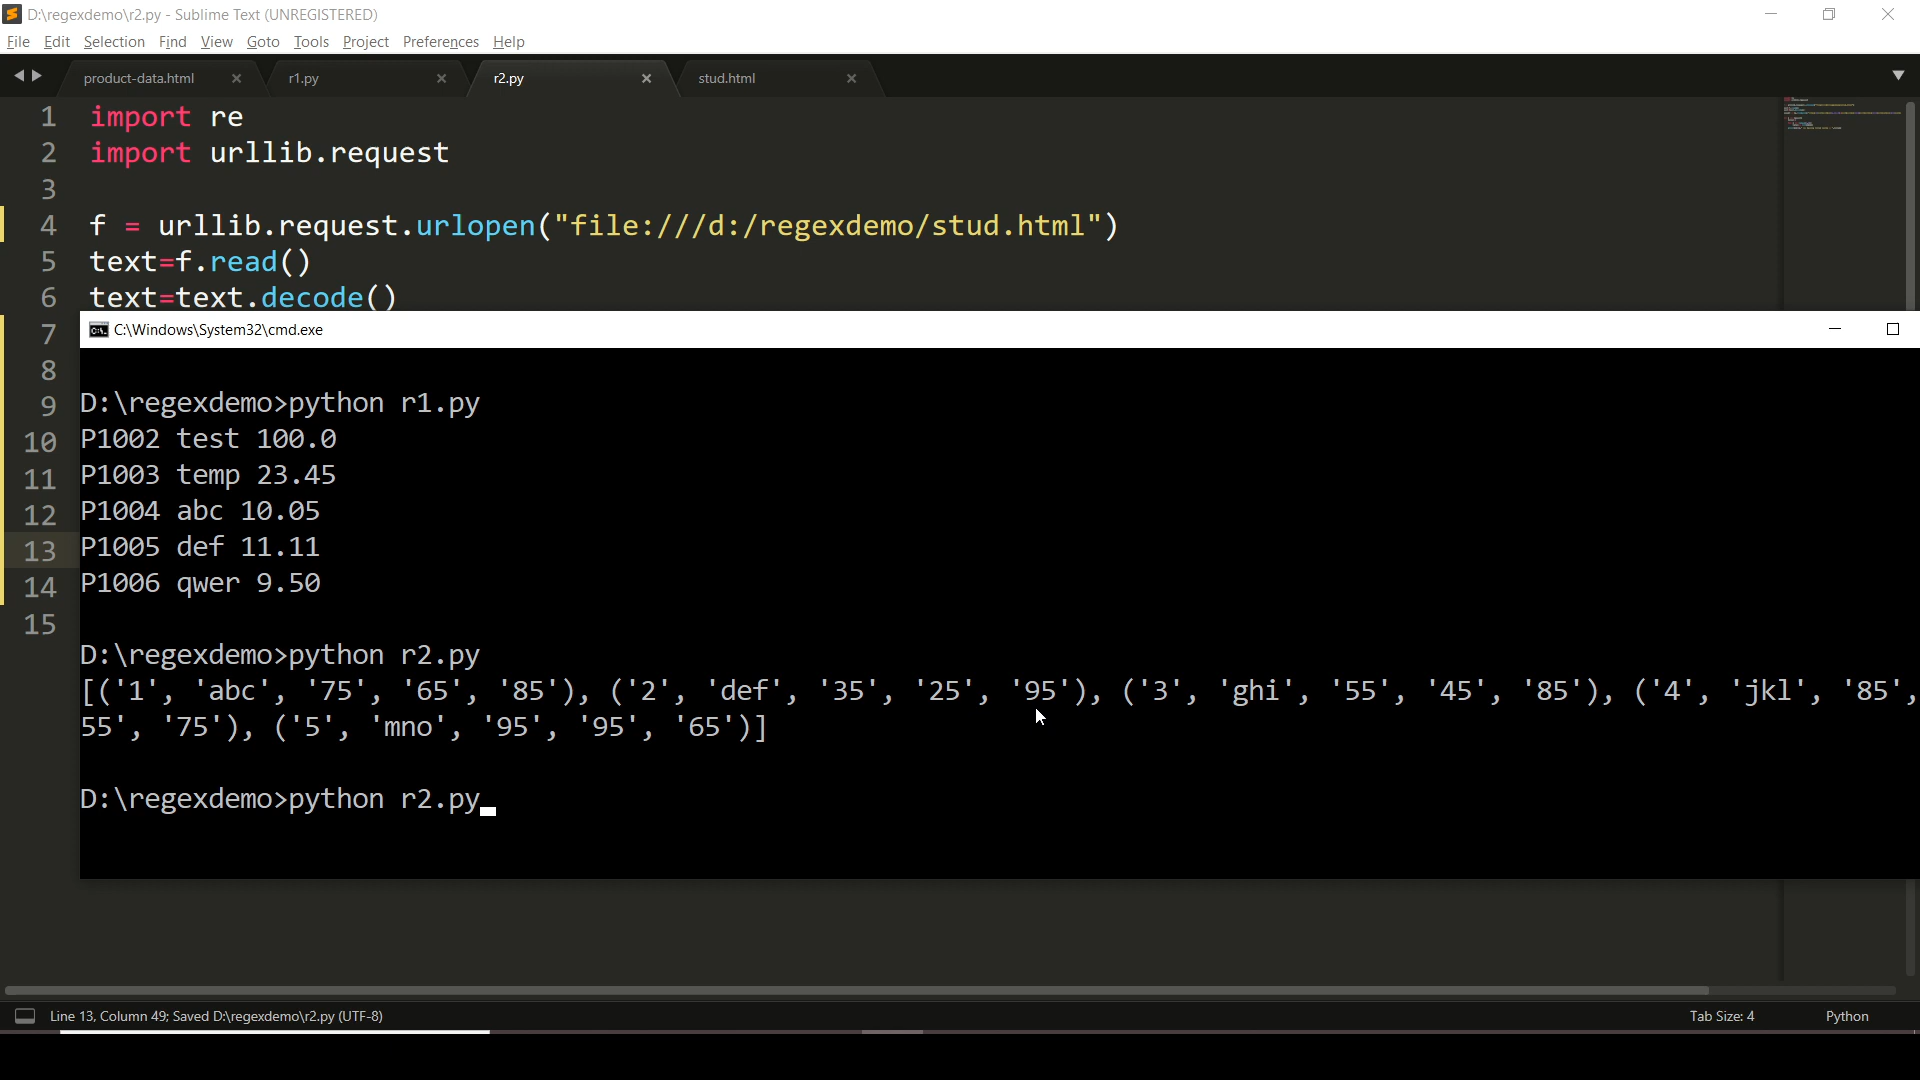 D:\regexdemo\r2.py - Sublime Text (UNREGISTERED)
File Edit Selection Find View Goto Tools Project Preferences Help
product-data.html r1.py r2.py stud.html
1 import re
2 import urllib.request
3
4 f = urllib.request.urlopen("file:///d:/regexdemo/stud.html")
5 text=f.read()
6 text=text.decode()
7
8
9
10
11
12
13
14
15
C:\Windows\System32\cmd.exe
D:\regexdemo>python r1.py
P1002 test 100.0
P1003 temp 23.45
P1004 abc 10.05
P1005 def 11.11
P1006 qwer 9.50
D:\regexdemo>python r2.py
[('1', 'abc', '75', '65', '85'), ('2', 'def', '35', '25', '95'), ('3', 'ghi', '55', '45', '85'), ('4', 'jkl', '85',
55', '75'), ('5', 'mno', '95', '95', '65')]
D:\regexdemo>python r2.py
Line 13, Column 49; Saved D:\regexdemo\r2.py (UTF-8) Tab Size: 4 Python